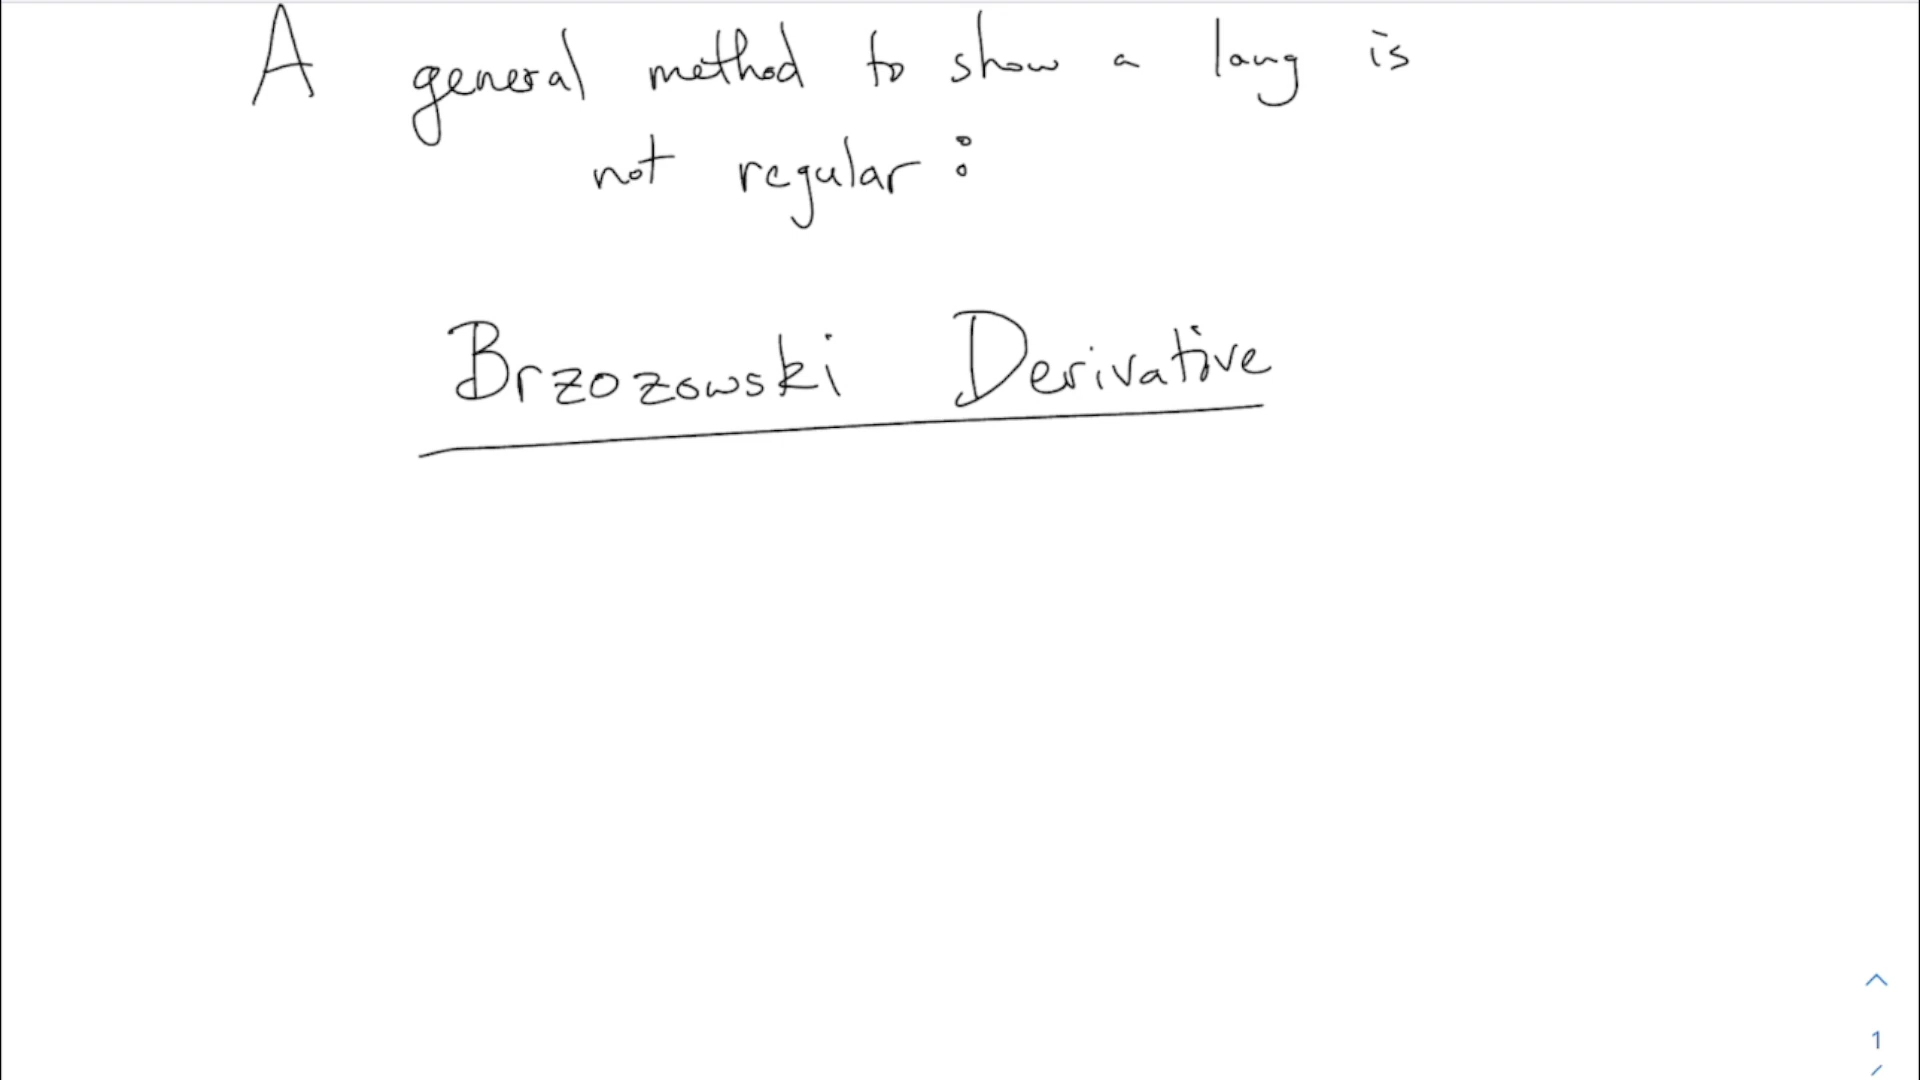 A general method to show a lang is
not regular:
Brzozowski Derivative
1